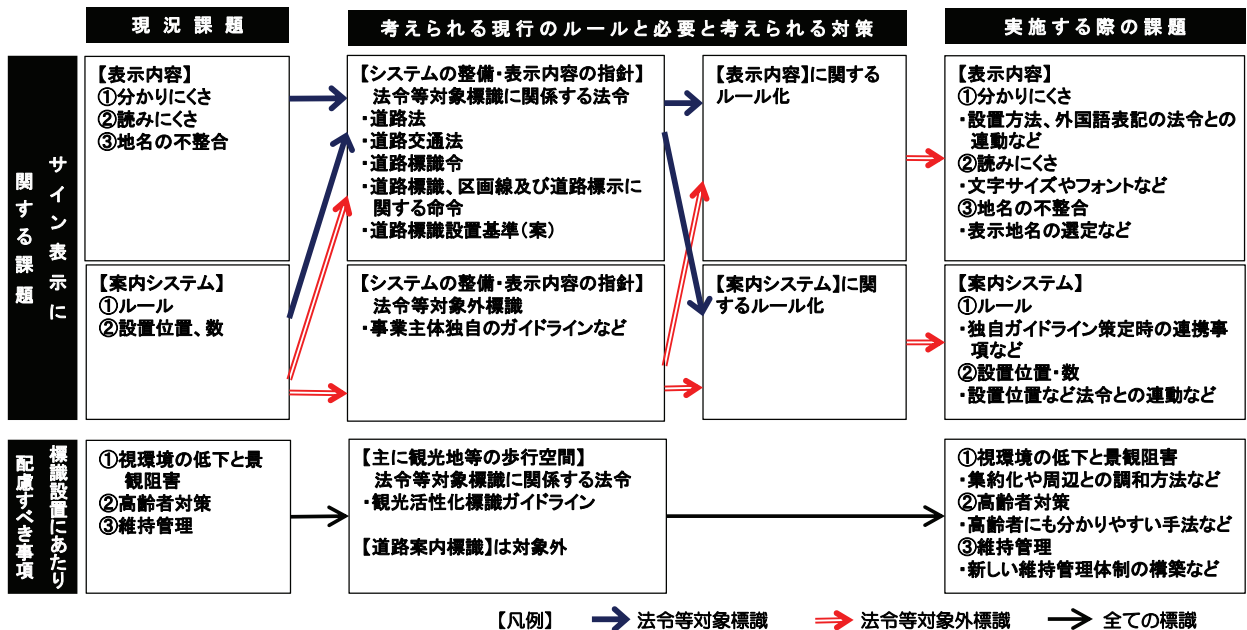 現況課題
考えられる現行のルールと必要と考えられる対策
実施する際の課題
サイン表示に
関する課題
【表示内容】
①分かりにくさ
②読みにくさ
③地名の不整合
【システムの整備・表示内容の指針】
法令等対象標識に関係する法令
・道路法
・道路交通法
・道路標識令
・道路標識、区画線及び道路標示に
関する命令
・道路標識設置基準（案）
【表示内容】に関する
ルール化
【表示内容】
①分かりにくさ
・設置方法、外国語表記の法令との
連動など
②読みにくさ
・文字サイズやフォントなど
③地名の不整合
・表示地名の選定など
【案内システム】
①ルール
②設置位置、数
【システムの整備・表示内容の指針】
法令等対象外標識
・事業主体独自のガイドラインなど
【案内システム】に関
するルール化
【案内システム】
①ルール
・独自ガイドライン策定時の連携事
項など
②設置位置・数
・設置位置など法令との連動など
標識設置にあたり
配慮すべき事項
①視環境の低下と景
観阻害
②高齢者対策
③維持管理
【主に観光地等の歩行空間】
法令等対象標識に関係する法令
・観光活性化標識ガイドライン
【道路案内標識】は対象外
①視環境の低下と景観阻害
・集約化や周辺との調和方法など
②高齢者対策
・高齢者にも分かりやすい手法など
③維持管理
・新しい維持管理体制の構築など
【凡例】
法令等対象標識
法令等対象外標識
全ての標識